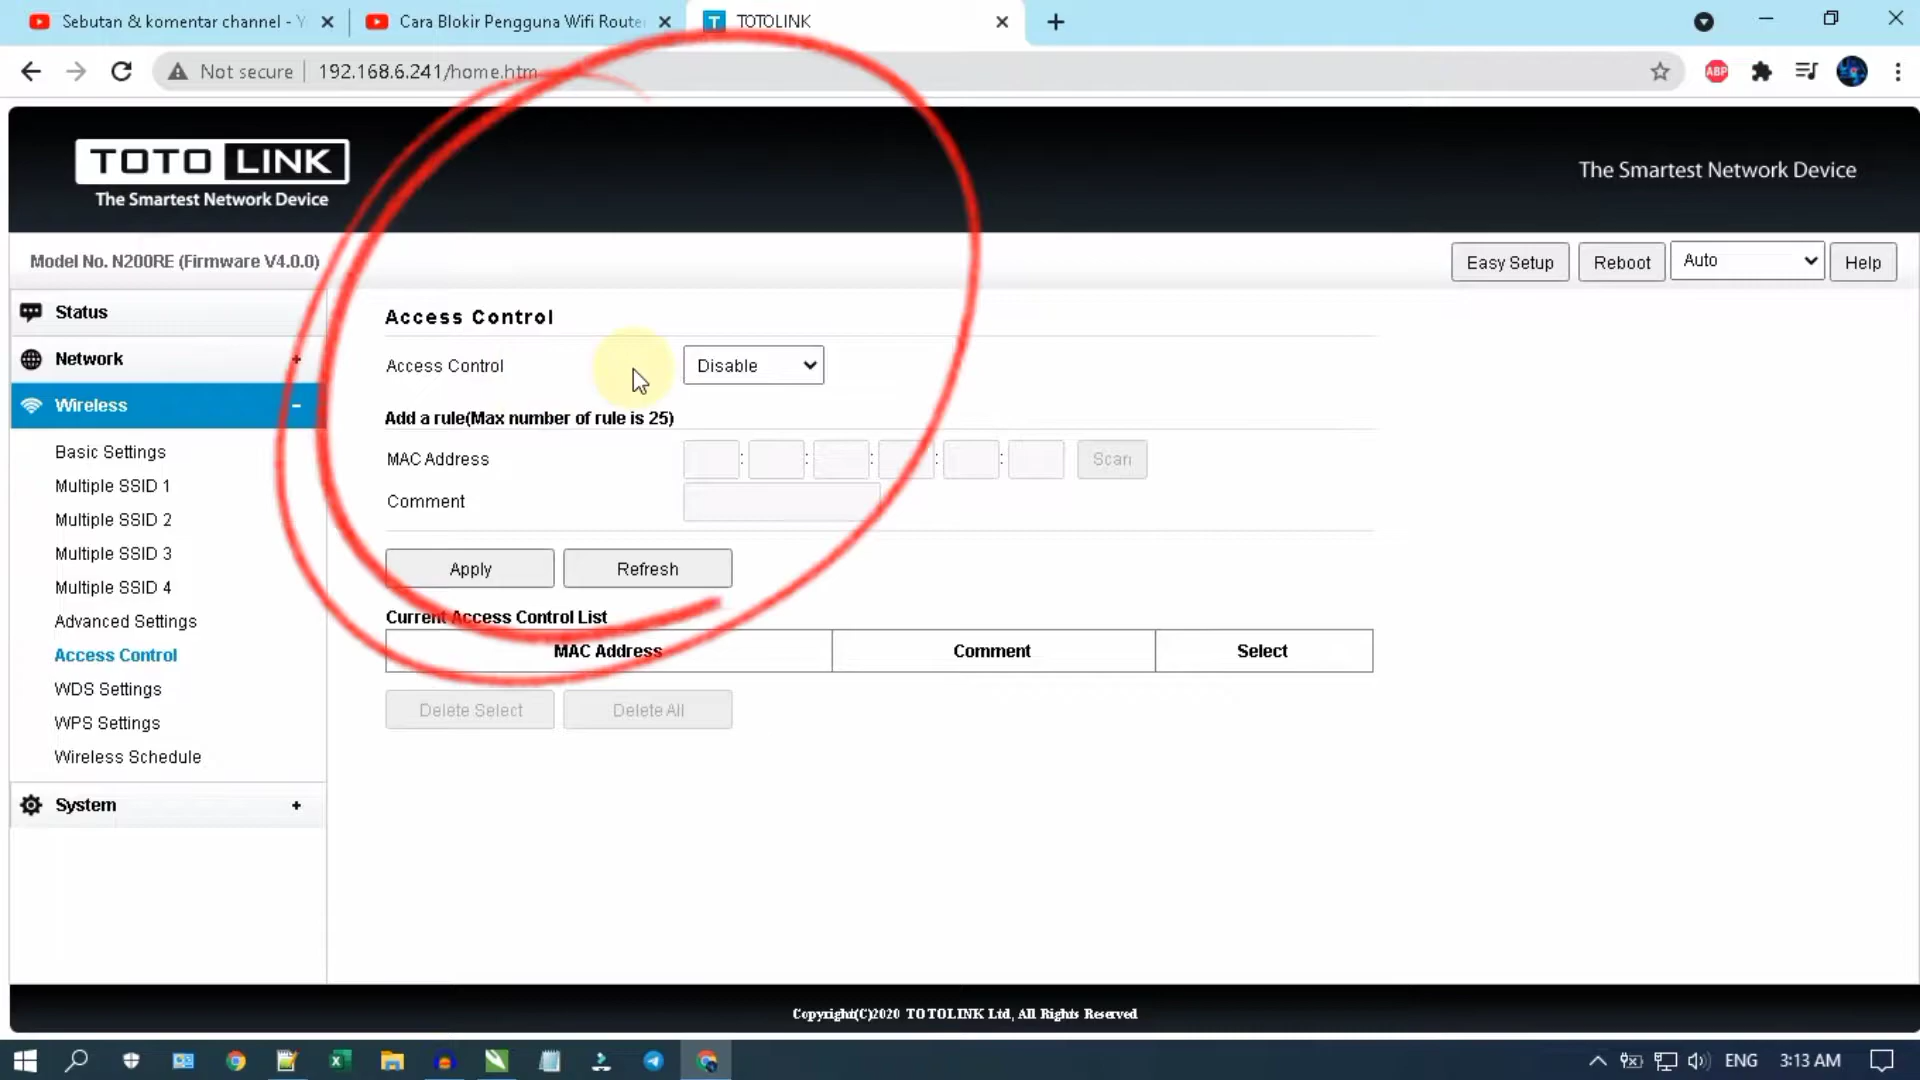 Sebutan & komentar channel - Y
Cara Blokir Pengguna Wifi Route
T TOTOLINK
Not secure 192.168.6.241/home.htm
ABP
TOTO LINK
The Smartest Network Device
The Smartest Network Device
Model No. N200RE (Firmware V4.0.0)
Easy Setup Reboot Auto Help
Status
Network +
Wireless -
Basic Settings
Multiple SSID 1
Multiple SSID 2
Multiple SSID 3
Multiple SSID 4
Advanced Settings
Access Control
WDS Settings
WPS Settings
Wireless Schedule
System +
Access Control
Access Control Disable
Add a rule(Max number of rule is 25)
MAC Address : : : : : Scan
Comment
Apply Refresh
Current Access Control List
MAC Address Comment Select
Delete Select Delete All
Copyright(C)2020 TOTOLINK Ltd, All Rights Reserved
ENG 3:13 AM